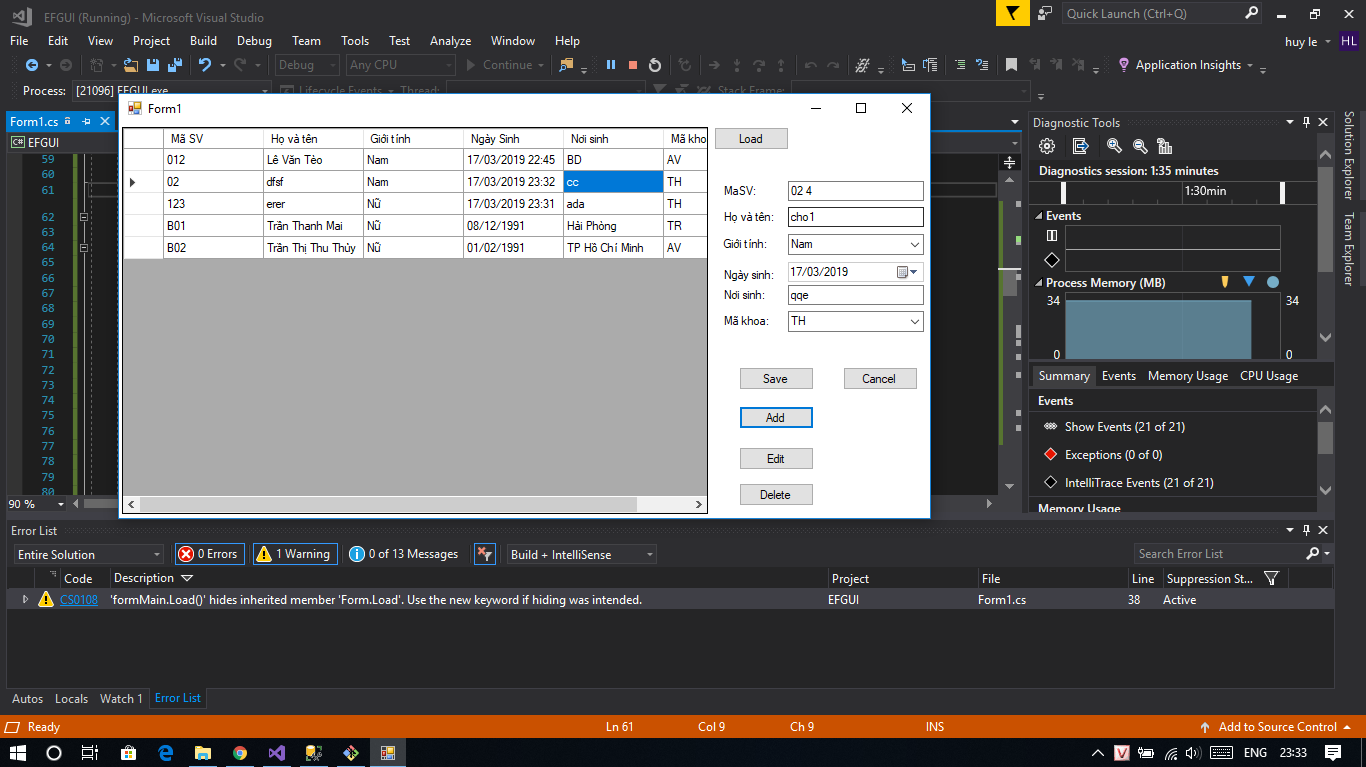 EFGUI (Running) - Microsoft Visual Studio
Quick Launch (Ctrl+Q)
File Edit View Project Build Debug Team Tools Test Analyze Window Help
huy le HL
Debug Any CPU Continue Application Insights
Process: [21096] EFGUI.exe Lifecycle Events Thread: Stack Frame:
Form1.cs
EFGUI
59
60
61
62
63
64
65
66
67
68
69
70
71
72
73
74
75
76
77
78
79
80
90 %
Form1
Mã SV Họ và tên Giới tính Ngày Sinh Nơi sinh Mã kho
012 Lê Văn Tèo Nam 17/03/2019 22:45 BD AV
02 dfsf Nam 17/03/2019 23:32 cc TH
123 erer Nữ 17/03/2019 23:31 ada TH
B01 Trần Thanh Mai Nữ 08/12/1991 Hải Phòng TR
B02 Trần Thị Thu Thủy Nữ 01/02/1991 TP Hồ Chí Minh AV
Load
MaSV: 02 4
Họ và tên: cho1
Giới tính: Nam
Ngày sinh: 17/03/2019
Nơi sinh: qqe
Mã khoa: TH
Save Cancel
Add
Edit
Delete
Diagnostic Tools
Diagnostics session: 1:35 minutes
1:30min
Events
Process Memory (MB)
34 34
0 0
Summary Events Memory Usage CPU Usage
Events
Show Events (21 of 21)
Exceptions (0 of 0)
IntelliTrace Events (21 of 21)
Memory Usage
Solution Explorer
Team Explorer
Error List
Entire Solution 0 Errors 1 Warning 0 of 13 Messages Build + IntelliSense Search Error List
Code Description Project File Line Suppression St...
CS0108 'formMain.Load()' hides inherited member 'Form.Load'. Use the new keyword if hiding was intended. EFGUI Form1.cs 38 Active
Autos Locals Watch 1 Error List
Ready Ln 61 Col 9 Ch 9 INS Add to Source Control
ENG 23:33